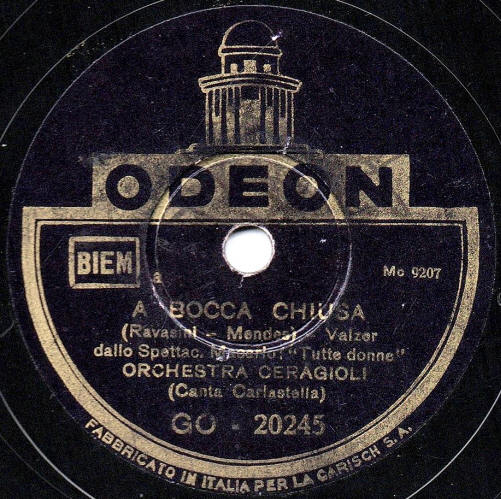 ODEON
BIEM
a
Mc 9207
A BOCCA CHIUSA
(Ravasini - Mendes) Valzer
dallo Spettac. Macario: "Tutte donne"
ORCHESTRA CERAGIOLI
(Canta Carlastella)
GO - 20245
FABBRICATO IN ITALIA PER LA CARISCH S.A.